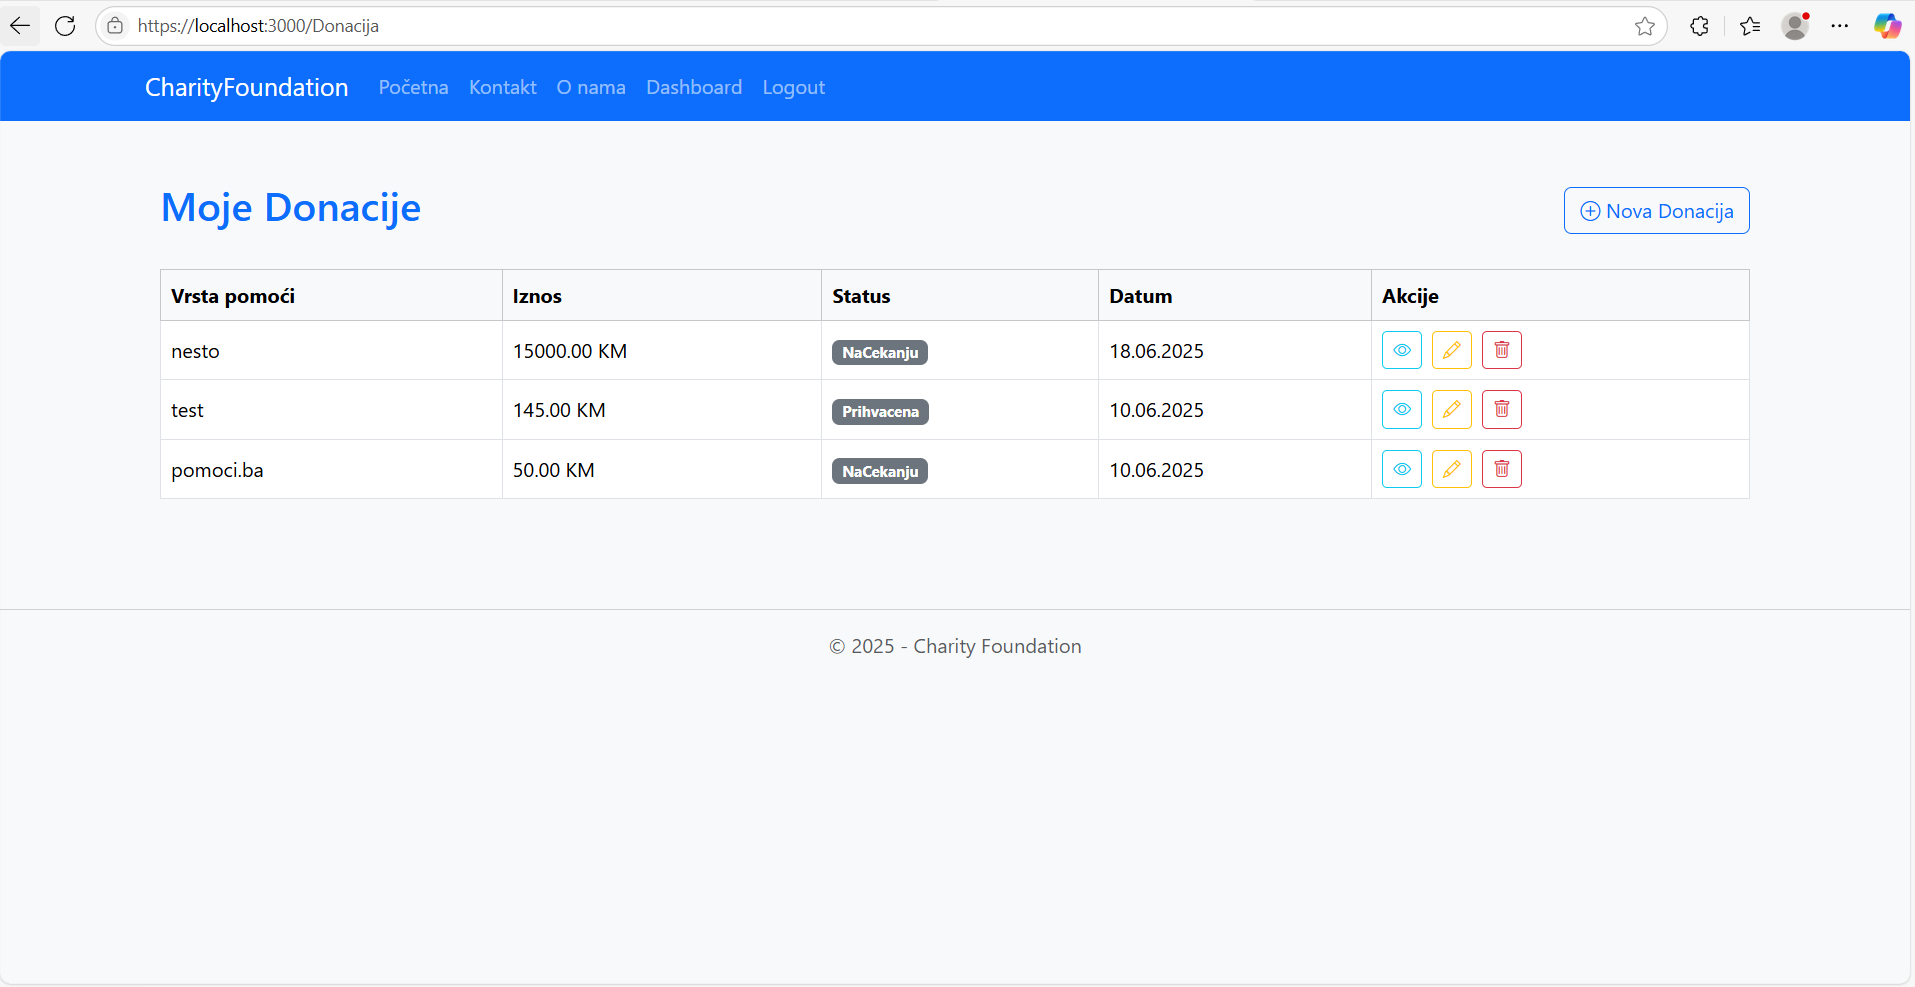 https://localhost:3000/Donacija
CharityFoundation Početna Kontakt O nama Dashboard Logout
Moje Donacije
Nova Donacija
Vrsta pomoći Iznos Status Datum Akcije
nesto 15000.00 KM NaCekanju 18.06.2025
test 145.00 KM Prihvacena 10.06.2025
pomoci.ba 50.00 KM NaCekanju 10.06.2025
© 2025 - Charity Foundation